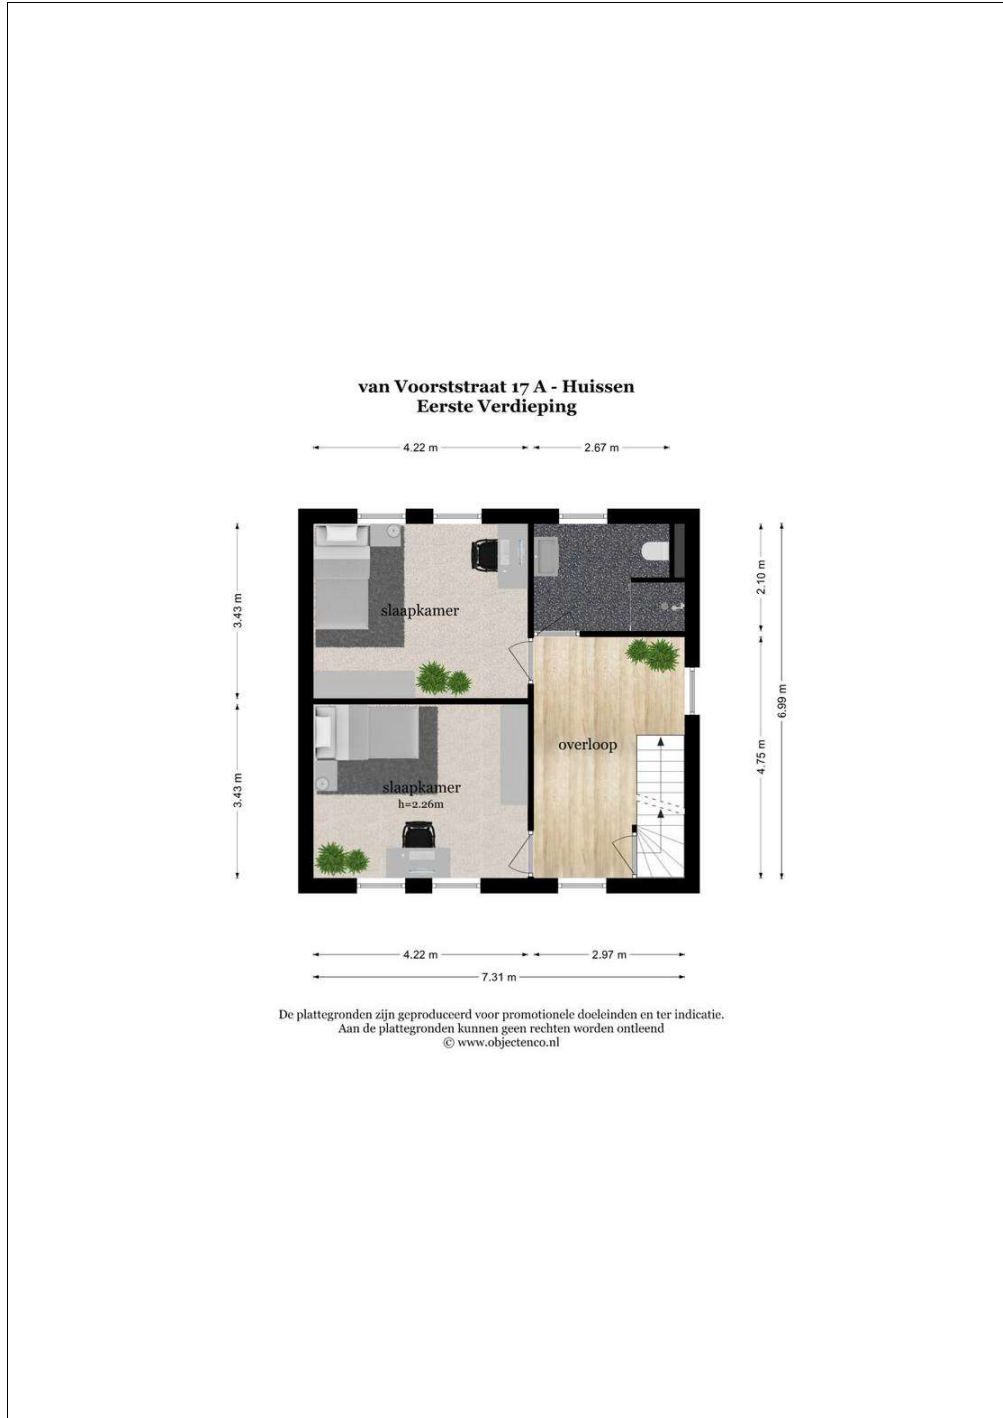 van Voorststraat 17 A - Huissen
Eerste Verdieping
4.22 m
2.67 m
3.43 m
2.10 m
slaapkamer
6.99 m
overloop
4.75 m
3.43 m
slaapkamer
h=2.26m
4.22 m
2.97 m
7.31 m
De plattegronden zijn geproduceerd voor promotionele doeleinden en ter indicatie.
Aan de plattegronden kunnen geen rechten worden ontleend
© www.objectenco.nl